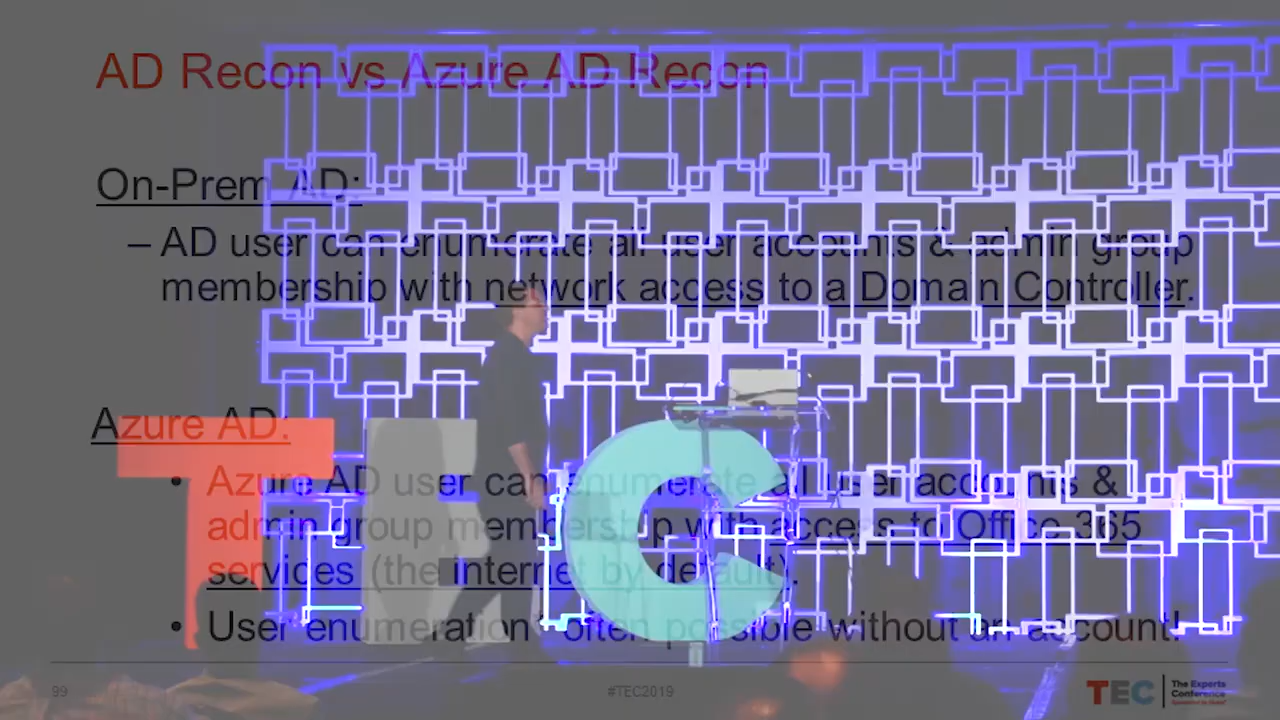 AD Recon vs Azure AD Recon
On-Prem AD:
– AD user can enumerate all user accounts & admin group
membership with network access to a Domain Controller.
Azure AD:
• Azure AD user can enumerate all user accounts &
admin group membership with access to Office 365
services (the internet by default).
• User enumeration* often possible without an account!
TEC
99
#TEC2019
TEC
The Experts
Conference